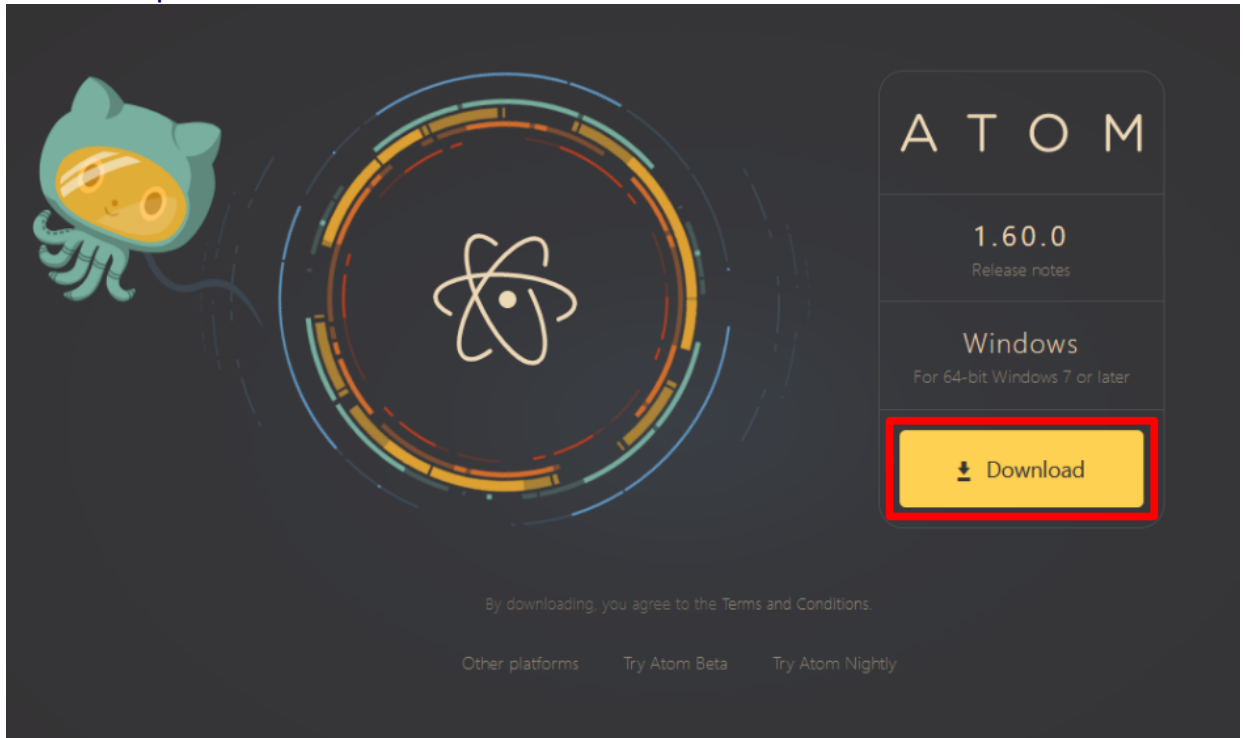 ATOM
1.60.0
Release notes
Windows
For 64-bit Windows 7 or later
Download
By downloading, you agree to the Terms and Conditions.
Other platforms Try Atom Beta Try Atom Nightly